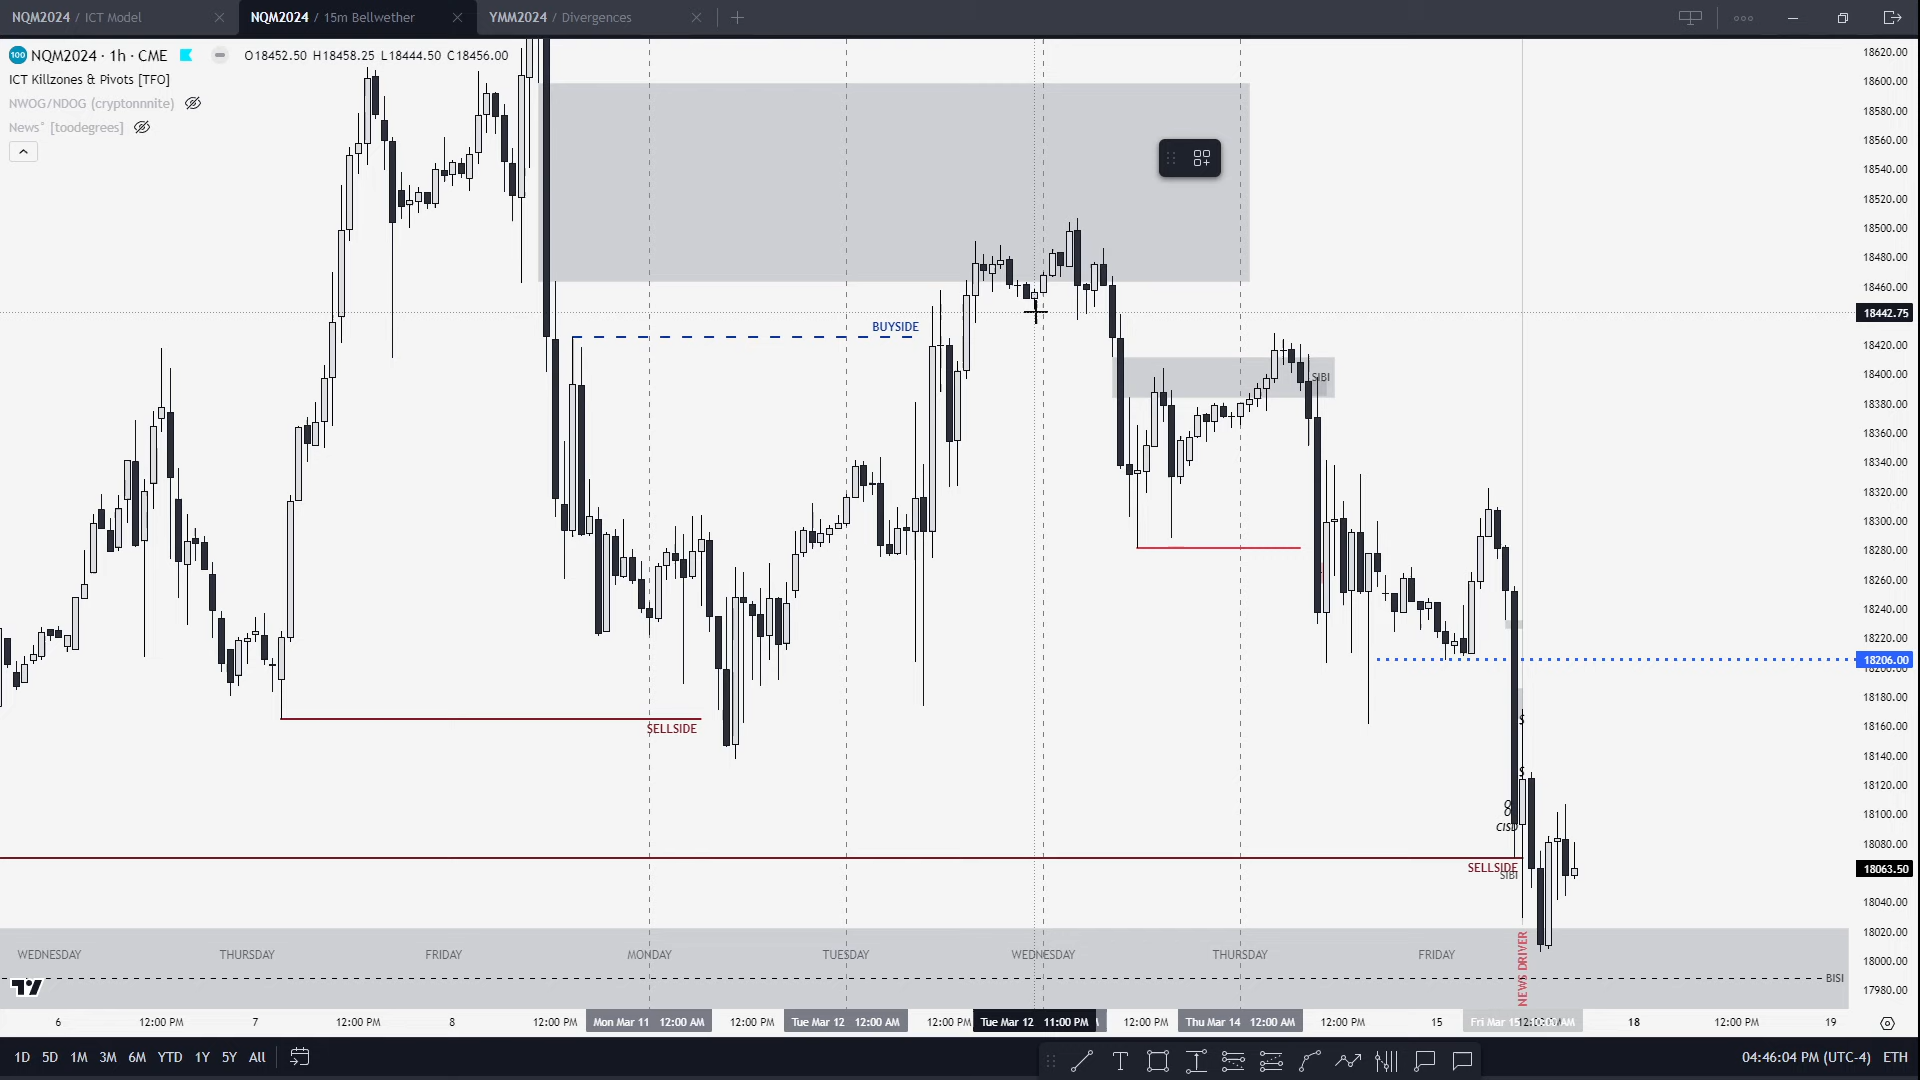 NQM2024 / ICT Model
NQM2024 / 15m Bellwether
YMM2024 / Divergences
100 NQM2024 · 1h · CME O18452.50 H18458.25 L18444.50 C18456.00
ICT Killzones & Pivots [TFO]
NWOG/NDOG (cryptonnnite)
News* [toodegrees]
18620.00
18600.00
18580.00
18560.00
18540.00
18520.00
18500.00
18480.00
18460.00
18442.75
18420.00
18400.00
18380.00
18360.00
18340.00
18320.00
18300.00
18280.00
18260.00
18240.00
18220.00
18206.00
18180.00
18160.00
18140.00
18120.00
18100.00
18080.00
18063.50
18040.00
18020.00
18000.00
17980.00
BUYSIDE
SIBI
SELLSIDE
S
S
CISD
SELLSIDE
SIBI
NEWS DRIVER
WEDNESDAY THURSDAY FRIDAY MONDAY TUESDAY WEDNESDAY THURSDAY FRIDAY
BISI
6 12:00 PM 7 12:00 PM 8 12:00 PM Mon Mar 11 12:00 AM 12:00 PM Tue Mar 12 12:00 AM 12:00 PM Tue Mar 12 11:00 PM 12:00 PM Thu Mar 14 12:00 AM 12:00 PM 15 Fri Mar 15 18 12:00 PM 19
1D 5D 1M 3M 6M YTD 1Y 5Y All
04:46:04 PM (UTC-4) ETH